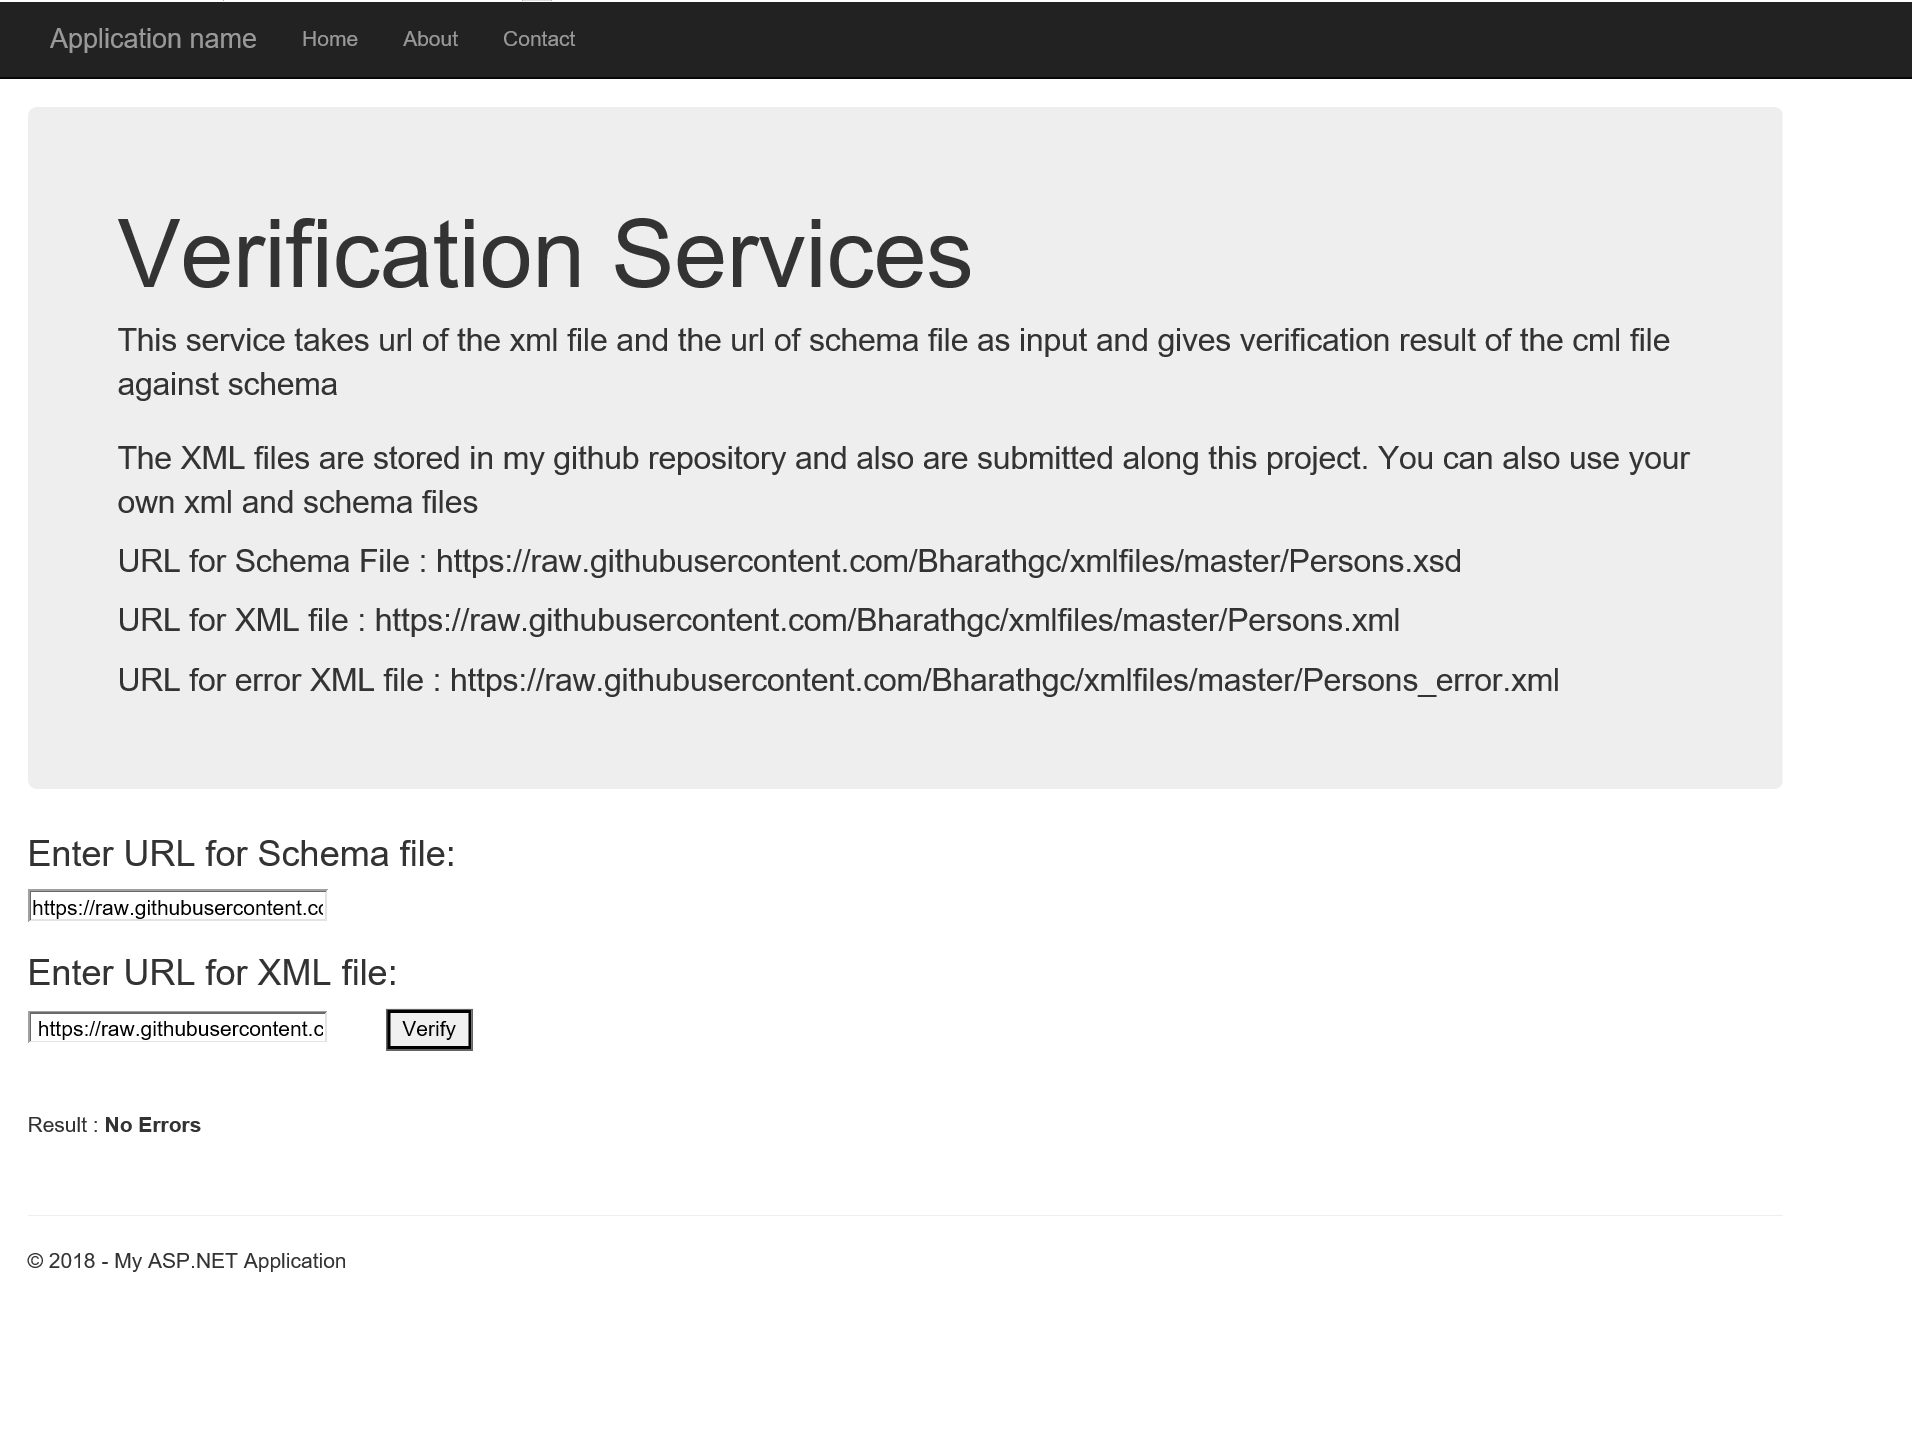 Application name Home About Contact
Verification Services
This service takes url of the xml file and the url of schema file as input and gives verification result of the cml file
against schema
The XML files are stored in my github repository and also are submitted along this project. You can also use your
own xml and schema files
URL for Schema File : https://raw.githubusercontent.com/Bharathgc/xmlfiles/master/Persons.xsd
URL for XML file : https://raw.githubusercontent.com/Bharathgc/xmlfiles/master/Persons.xml
URL for error XML file : https://raw.githubusercontent.com/Bharathgc/xmlfiles/master/Persons_error.xml
Enter URL for Schema file:
https://raw.githubusercontent.co
Enter URL for XML file:
https://raw.githubusercontent.c Verify
Result : No Errors
© 2018 - My ASP.NET Application